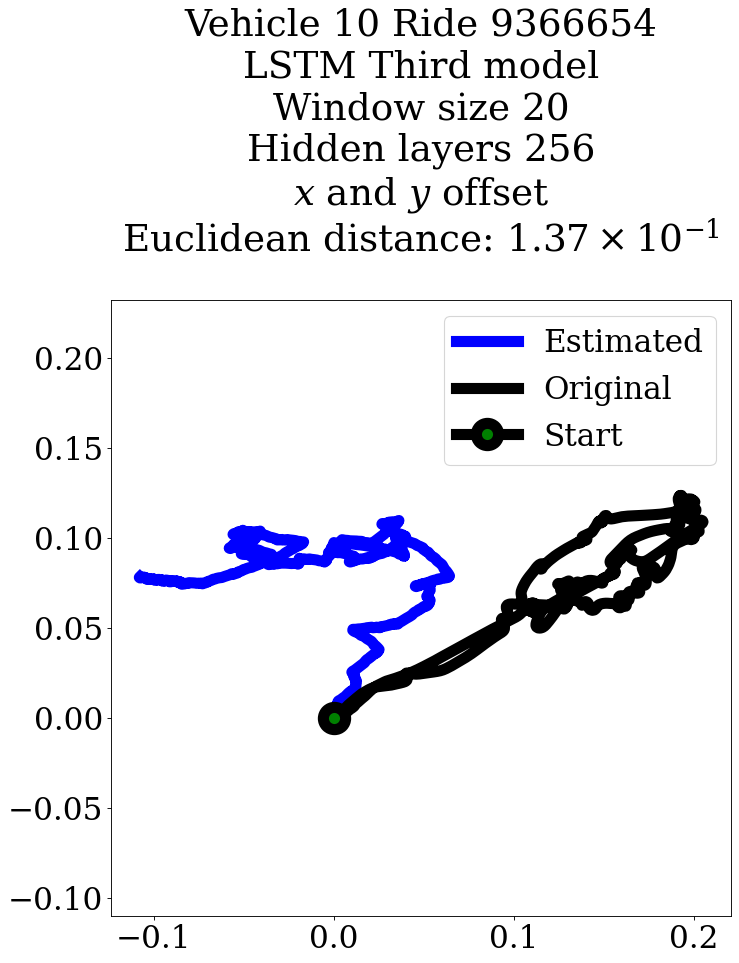 Vehicle 10 Ride 9366654
LSTM Third model
Window size 20
Hidden layers 256
x and y offset
Euclidean distance: 1.37 × 10⁻¹
Estimated
Original
Start
0.20
0.15
0.10
0.05
0.00
−0.05
−0.10
−0.1 0.0 0.1 0.2